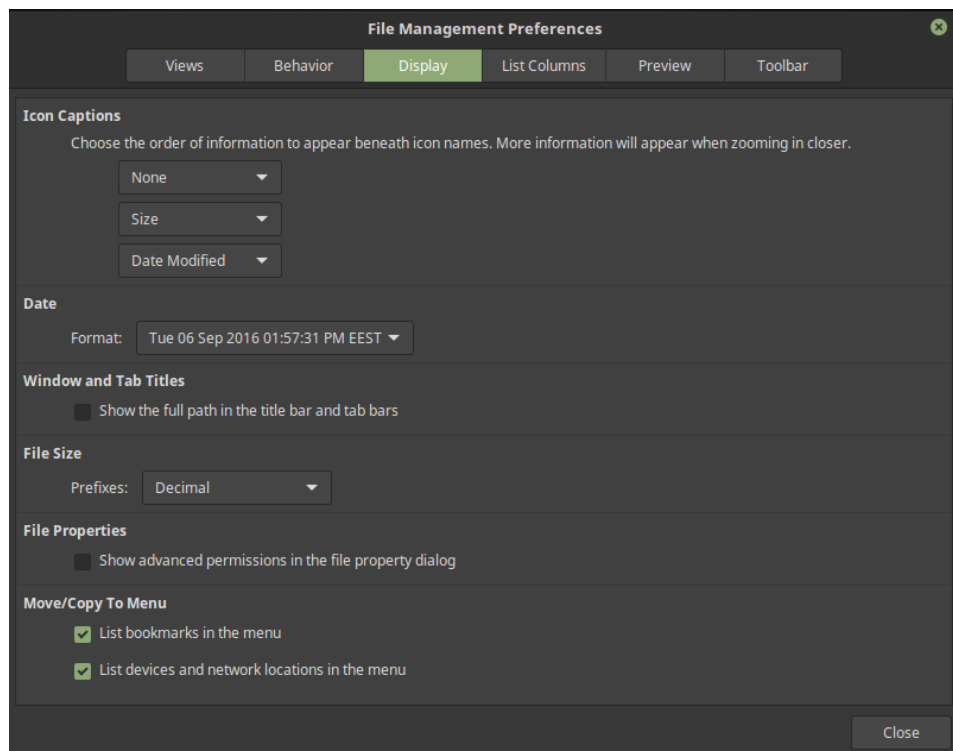 File Management Preferences
Views Behavior Display List Columns Preview Toolbar
Icon Captions
Choose the order of information to appear beneath icon names. More information will appear when zooming in closer.
None
Size
Date Modified
Date
Format: Tue 06 Sep 2016 01:57:31 PM EEST
Window and Tab Titles
Show the full path in the title bar and tab bars
File Size
Prefixes: Decimal
File Properties
Show advanced permissions in the file property dialog
Move/Copy To Menu
List bookmarks in the menu
List devices and network locations in the menu
Close